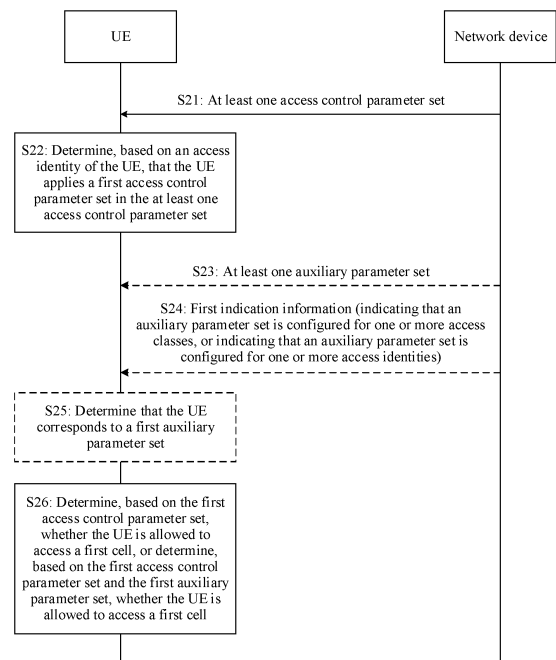 UE
Network device
S21: At least one access control parameter set
S22: Determine, based on an access
identity of the UE, that the UE
applies a first access control
parameter set in the at least one
access control parameter set
S23: At least one auxiliary parameter set
S24: First indication information (indicating that an
auxiliary parameter set is configured for one or more access
classes, or indicating that an auxiliary parameter set is
configured for one or more access identities)
S25: Determine that the UE
corresponds to a first auxiliary
parameter set
S26: Determine, based on the first
access control parameter set,
whether the UE is allowed to
access a first cell, or determine,
based on the first access control
parameter set and the first auxiliary
parameter set, whether the UE is
allowed to access a first cell